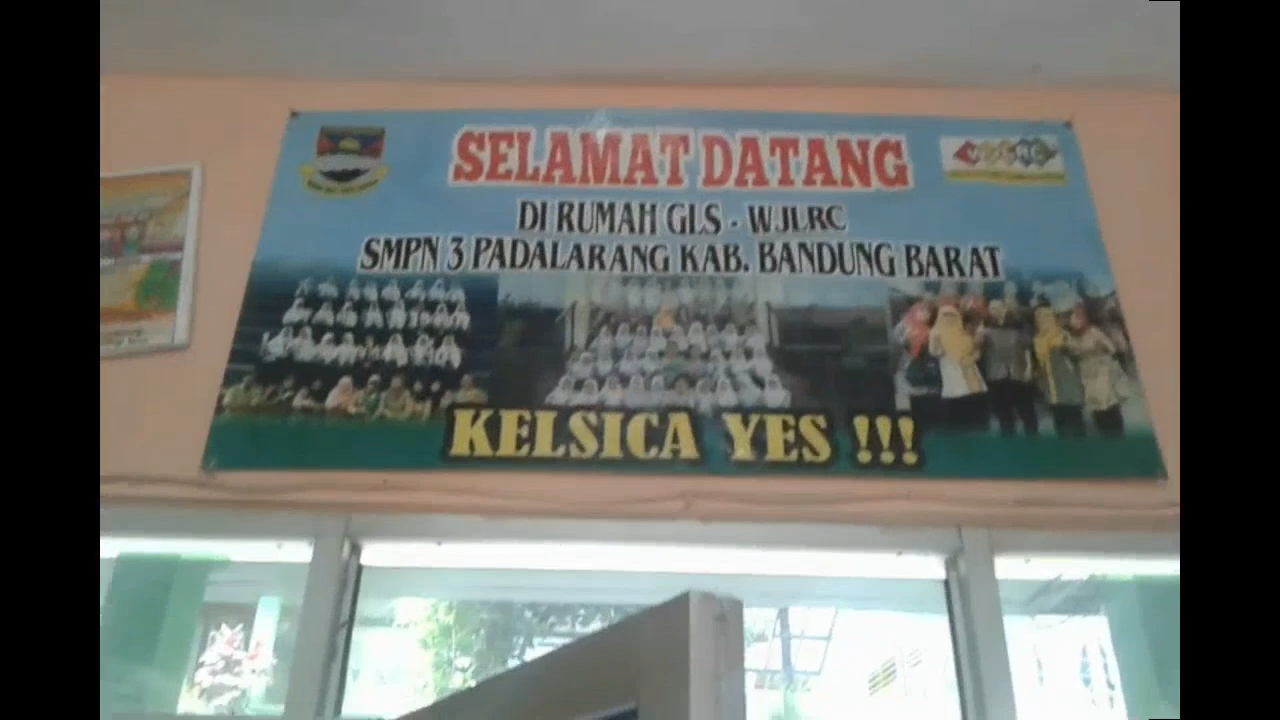 SELAMAT DATANG
DI RUMAH GLS - WJLRC
SMPN 3 PADALARANG KAB. BANDUNG BARAT
KELSICA YES !!!